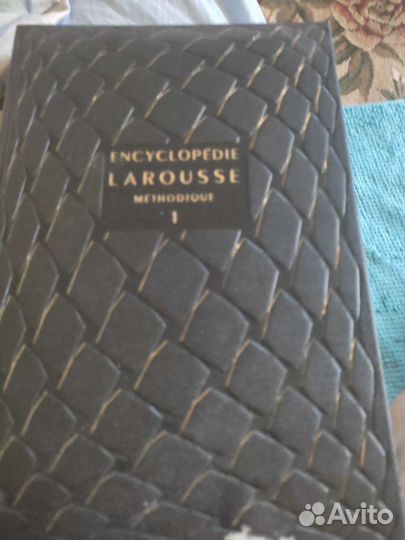 ENCYCLOPÉDIE
LAROUSSE
MÉTHODIQUE
1
Avito